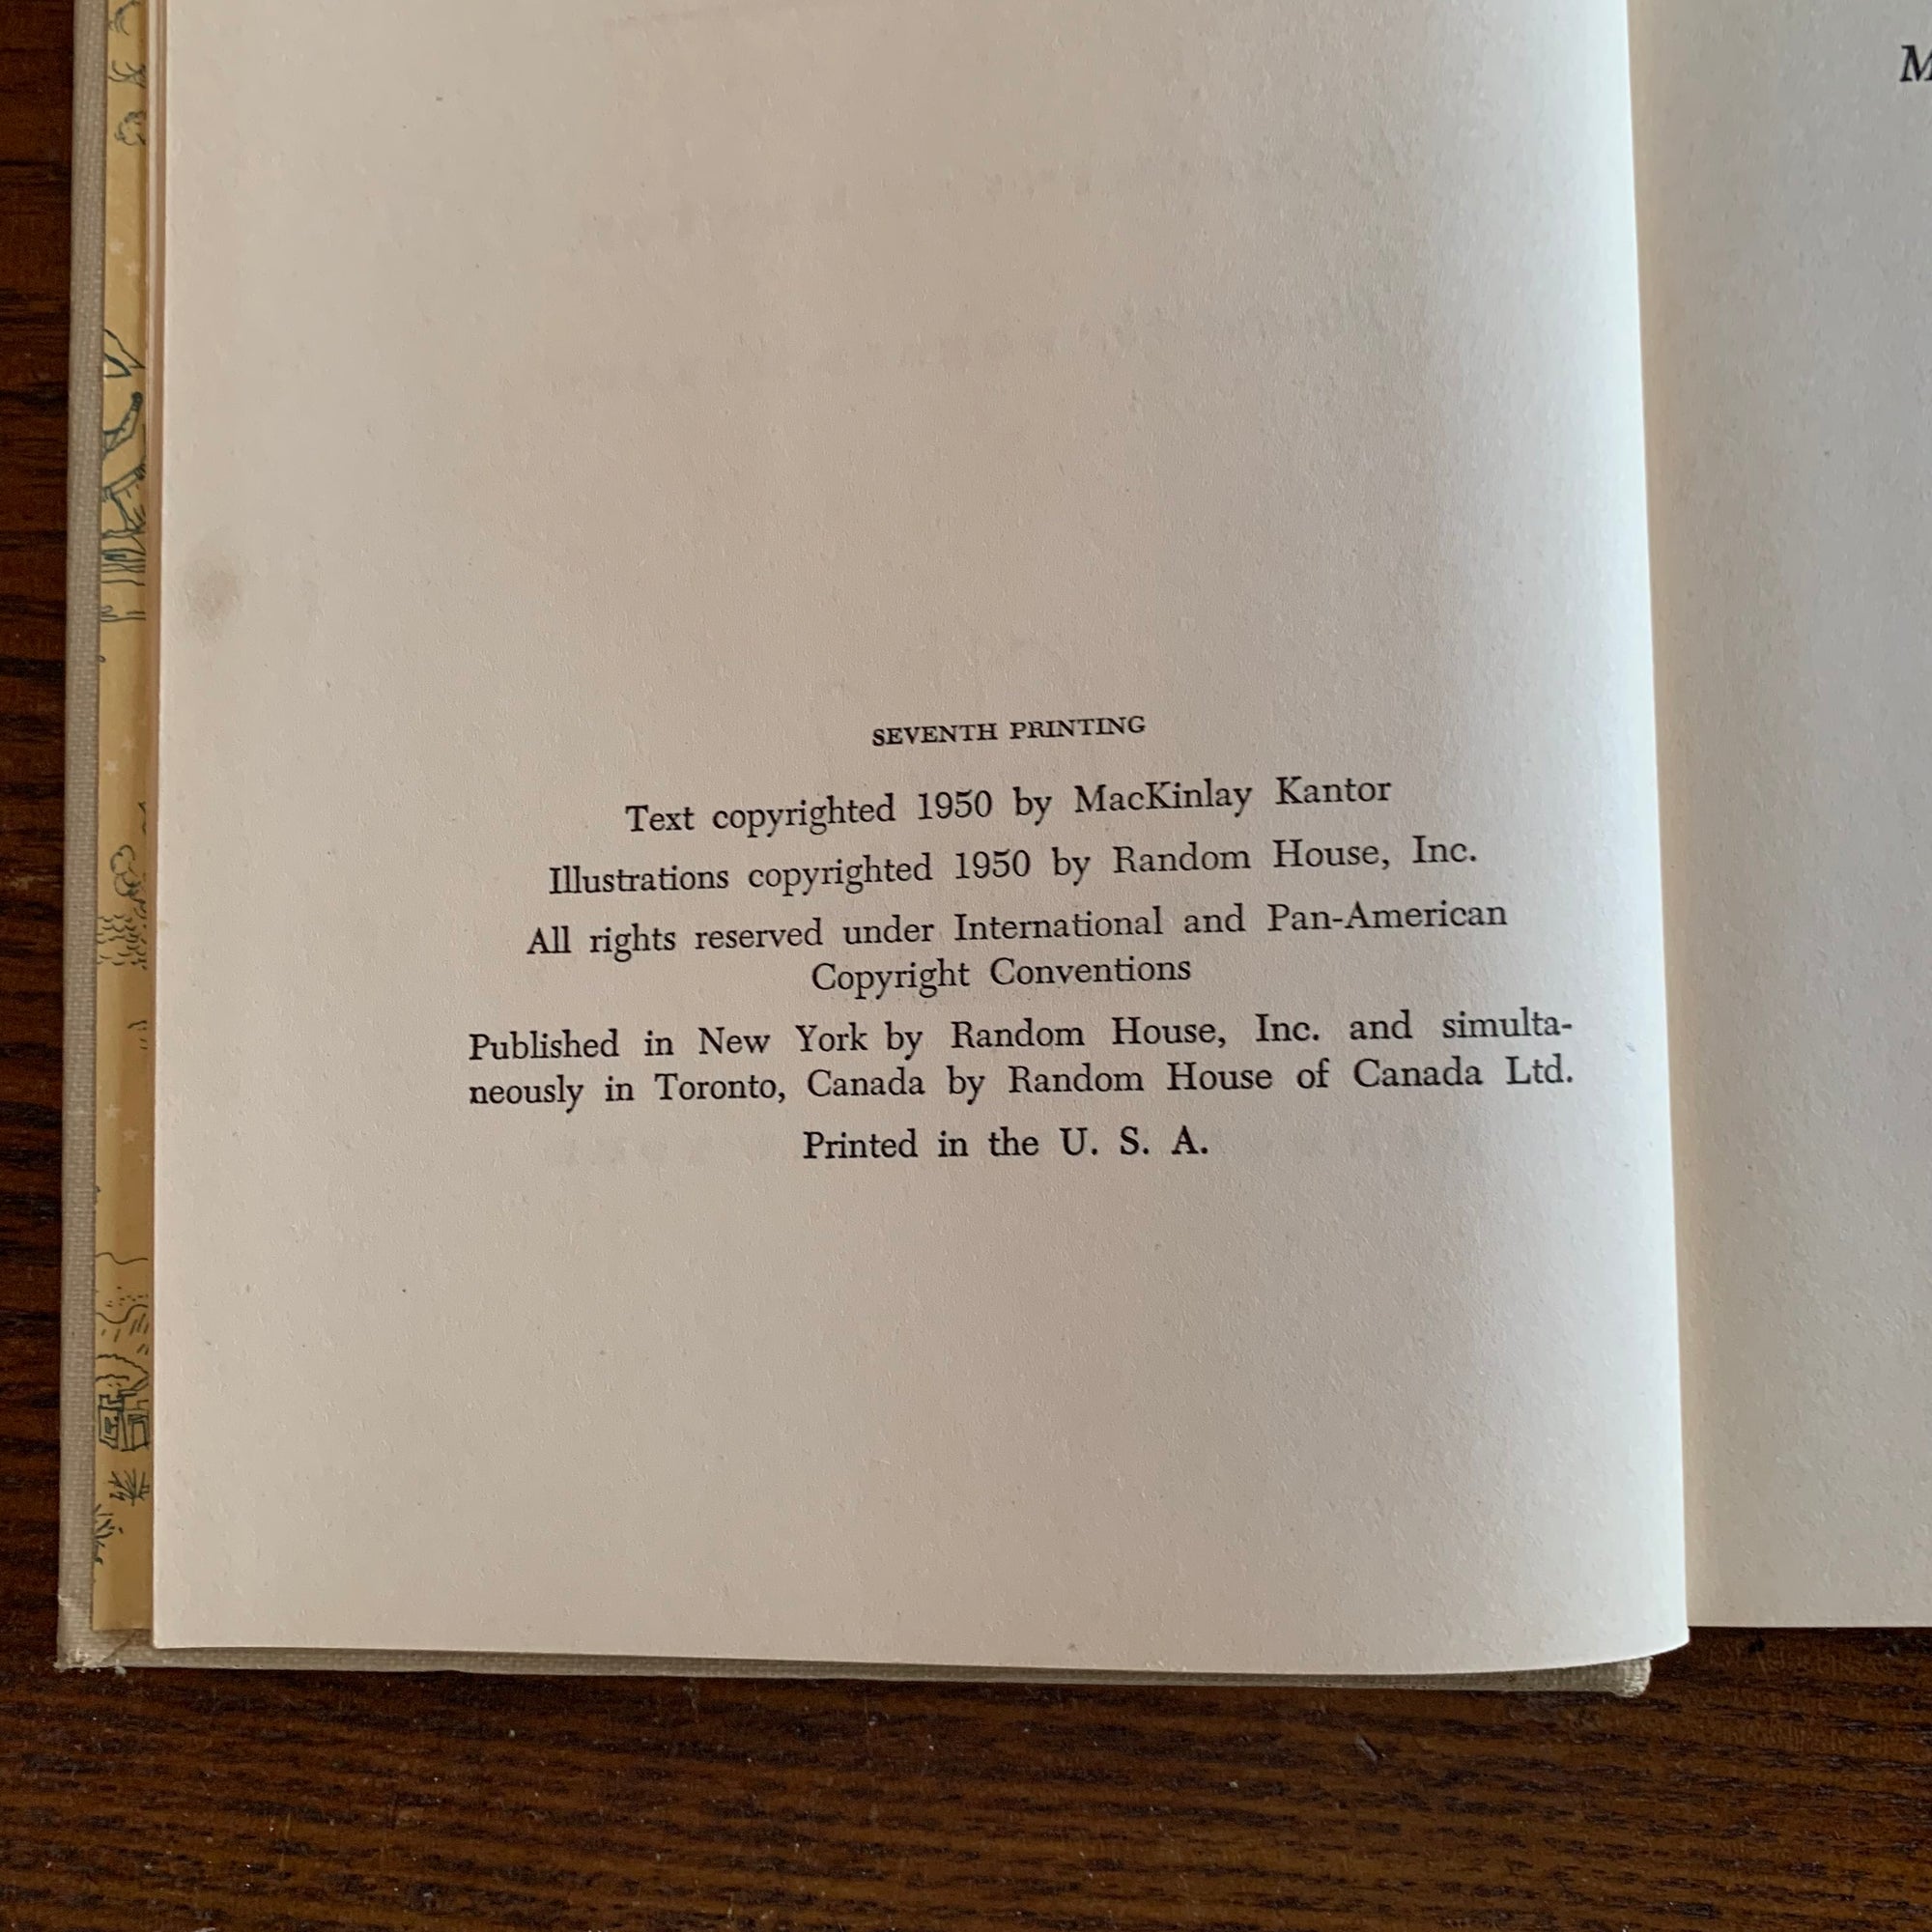 SEVENTH PRINTING
Text copyrighted 1950 by MacKinlay Kantor
Illustrations copyrighted 1950 by Random House, Inc.
All rights reserved under International and Pan-American
Copyright Conventions
Published in New York by Random House, Inc. and simulta-
neously in Toronto, Canada by Random House of Canada Ltd.
Printed in the U. S. A.